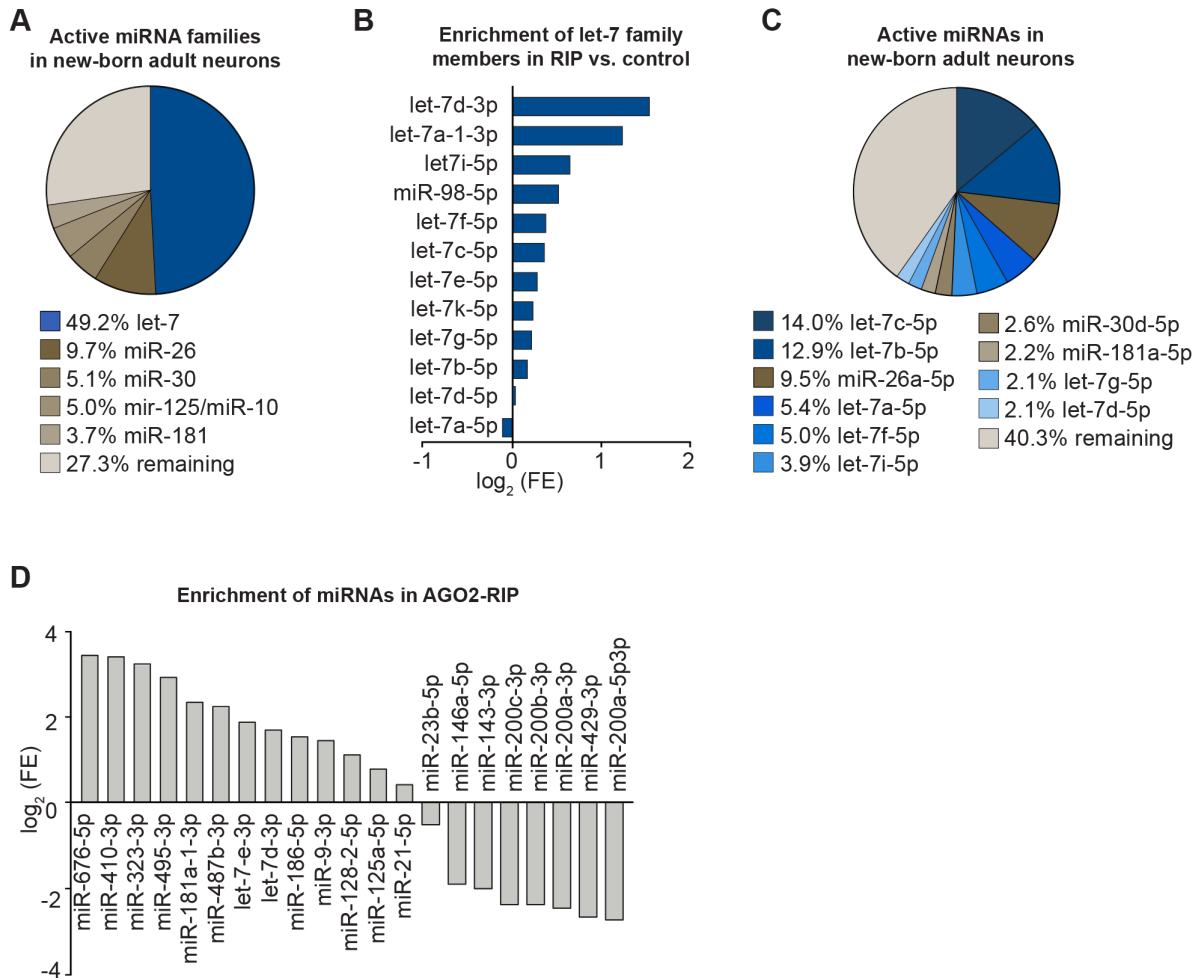 A
Active miRNA families
in new-born adult neurons
49.2% let-7
9.7% miR-26
5.1% miR-30
5.0% mir-125/miR-10
3.7% miR-181
27.3% remaining
B
Enrichment of let-7 family
members in RIP vs. control
let-7d-3p
let-7a-1-3p
let7i-5p
miR-98-5p
let-7f-5p
let-7c-5p
let-7e-5p
let-7k-5p
let-7g-5p
let-7b-5p
let-7d-5p
let-7a-5p
-1 0 1 2
log2 (FE)
C
Active miRNAs in
new-born adult neurons
14.0% let-7c-5p
12.9% let-7b-5p
9.5% miR-26a-5p
5.4% let-7a-5p
5.0% let-7f-5p
3.9% let-7i-5p
2.6% miR-30d-5p
2.2% miR-181a-5p
2.1% let-7g-5p
2.1% let-7d-5p
40.3% remaining
D
Enrichment of miRNAs in AGO2-RIP
log2 (FE)
4
2
0
-2
-4
miR-676-5p
miR-410-3p
miR-323-3p
miR-495-3p
miR-181a-1-3p
miR-487b-3p
let-7-e-3p
let-7d-3p
miR-186-5p
miR-9-3p
miR-128-2-5p
miR-125a-5p
miR-21-5p
miR-23b-5p
miR-146a-5p
miR-143-3p
miR-200c-3p
miR-200b-3p
miR-200a-3p
miR-429-3p
miR-200a-5p3p